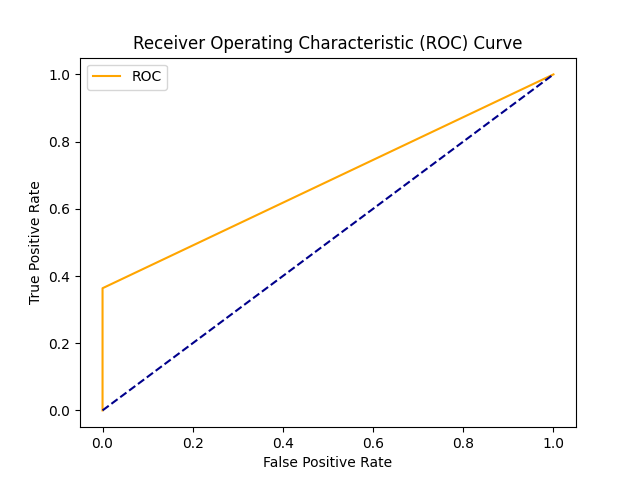 Receiver Operating Characteristic (ROC) Curve
ROC
1.0
0.8
0.6
0.4
0.2
0.0
True Positive Rate
0.0 0.2 0.4 0.6 0.8 1.0
False Positive Rate